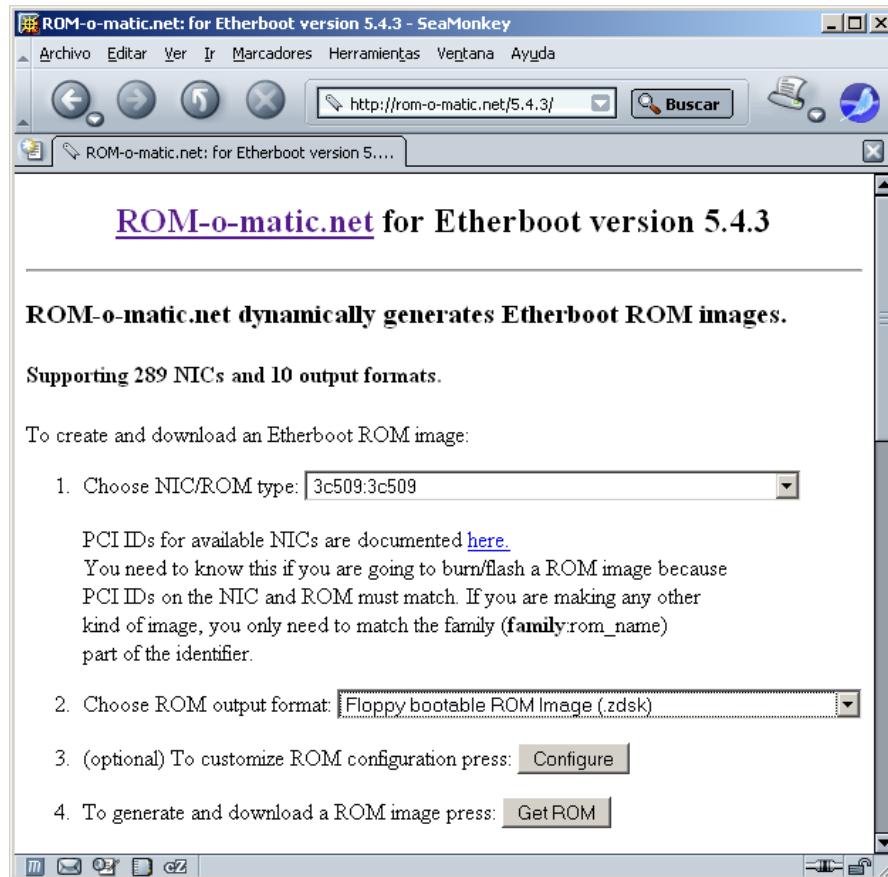 ROM-o-matic.net: for Etherboot version 5.4.3 - SeaMonkey
Archivo Editar Ver Ir Marcadores Herramientas Ventana Ayuda
http://rom-o-matic.net/5.4.3/ Buscar
ROM-o-matic.net: for Etherboot version 5....
ROM-o-matic.net for Etherboot version 5.4.3
ROM-o-matic.net dynamically generates Etherboot ROM images.
Supporting 289 NICs and 10 output formats.
To create and download an Etherboot ROM image:
1. Choose NIC/ROM type: 3c509:3c509
PCI IDs for available NICs are documented here.
You need to know this if you are going to burn/flash a ROM image because
PCI IDs on the NIC and ROM must match. If you are making any other
kind of image, you only need to match the family (family:rom_name)
part of the identifier.
2. Choose ROM output format: Floppy bootable ROM Image (.zdsk)
3. (optional) To customize ROM configuration press: Configure
4. To generate and download a ROM image press: Get ROM
cZ